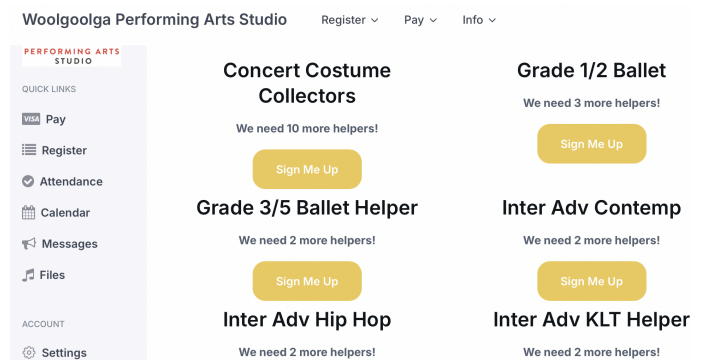 Woolgoolga Performing Arts Studio
Register
Pay
Info
PERFORMING ARTS
STUDIO
QUICK LINKS
VISA Pay
Register
Attendance
Calendar
Messages
Files
ACCOUNT
Settings
Concert Costume
Collectors
We need 10 more helpers!
Sign Me Up
Grade 1/2 Ballet
We need 3 more helpers!
Sign Me Up
Grade 3/5 Ballet Helper
We need 2 more helpers!
Sign Me Up
Inter Adv Contemp
We need 2 more helpers!
Sign Me Up
Inter Adv Hip Hop
We need 2 more helpers!
Inter Adv KLT Helper
We need 2 more helpers!